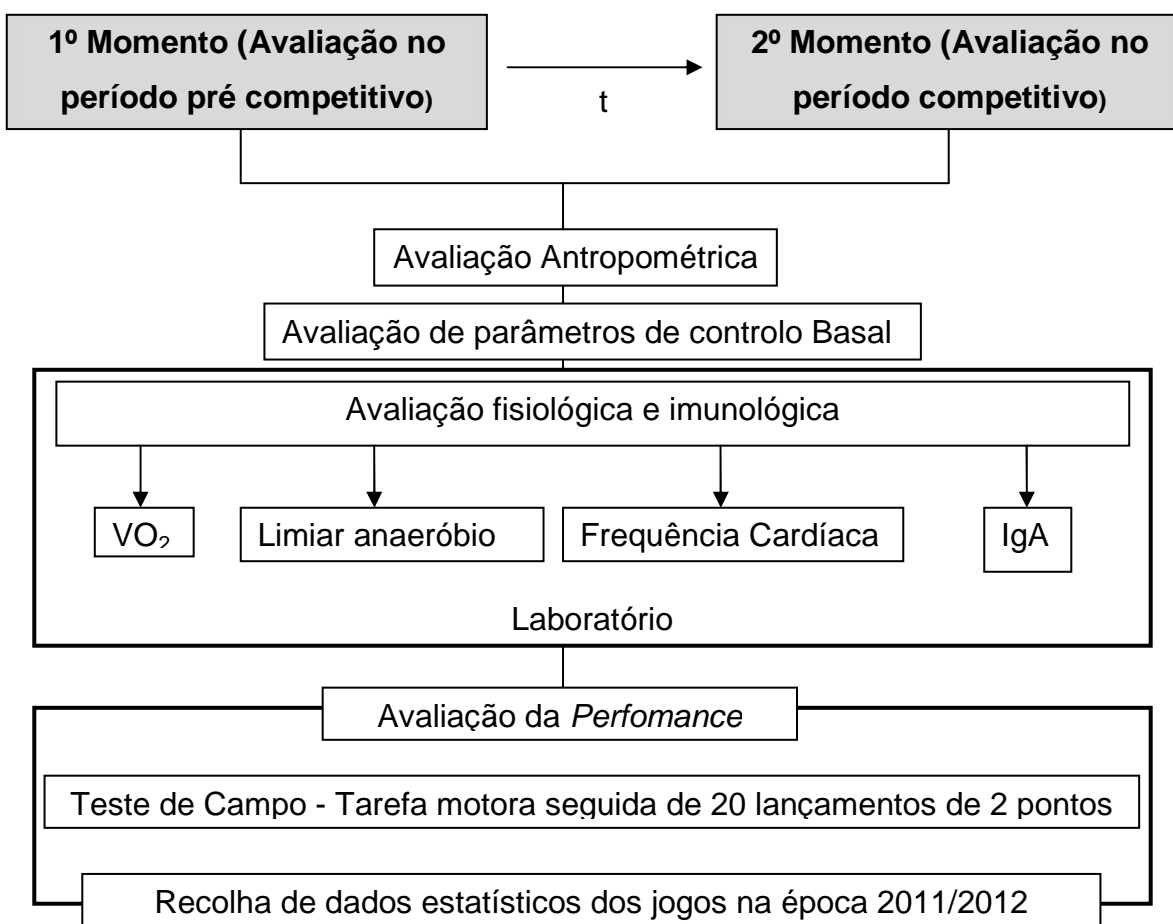 1º Momento (Avaliação no
período pré competitivo)
t
2º Momento (Avaliação no
período competitivo)
Avaliação Antropométrica
Avaliação de parâmetros de controlo Basal
Avaliação fisiológica e imunológica
VO₂
Limiar anaeróbio
Frequência Cardíaca
IgA
Laboratório
Avaliação da Perfomance
Teste de Campo - Tarefa motora seguida de 20 lançamentos de 2 pontos
Recolha de dados estatísticos dos jogos na época 2011/2012